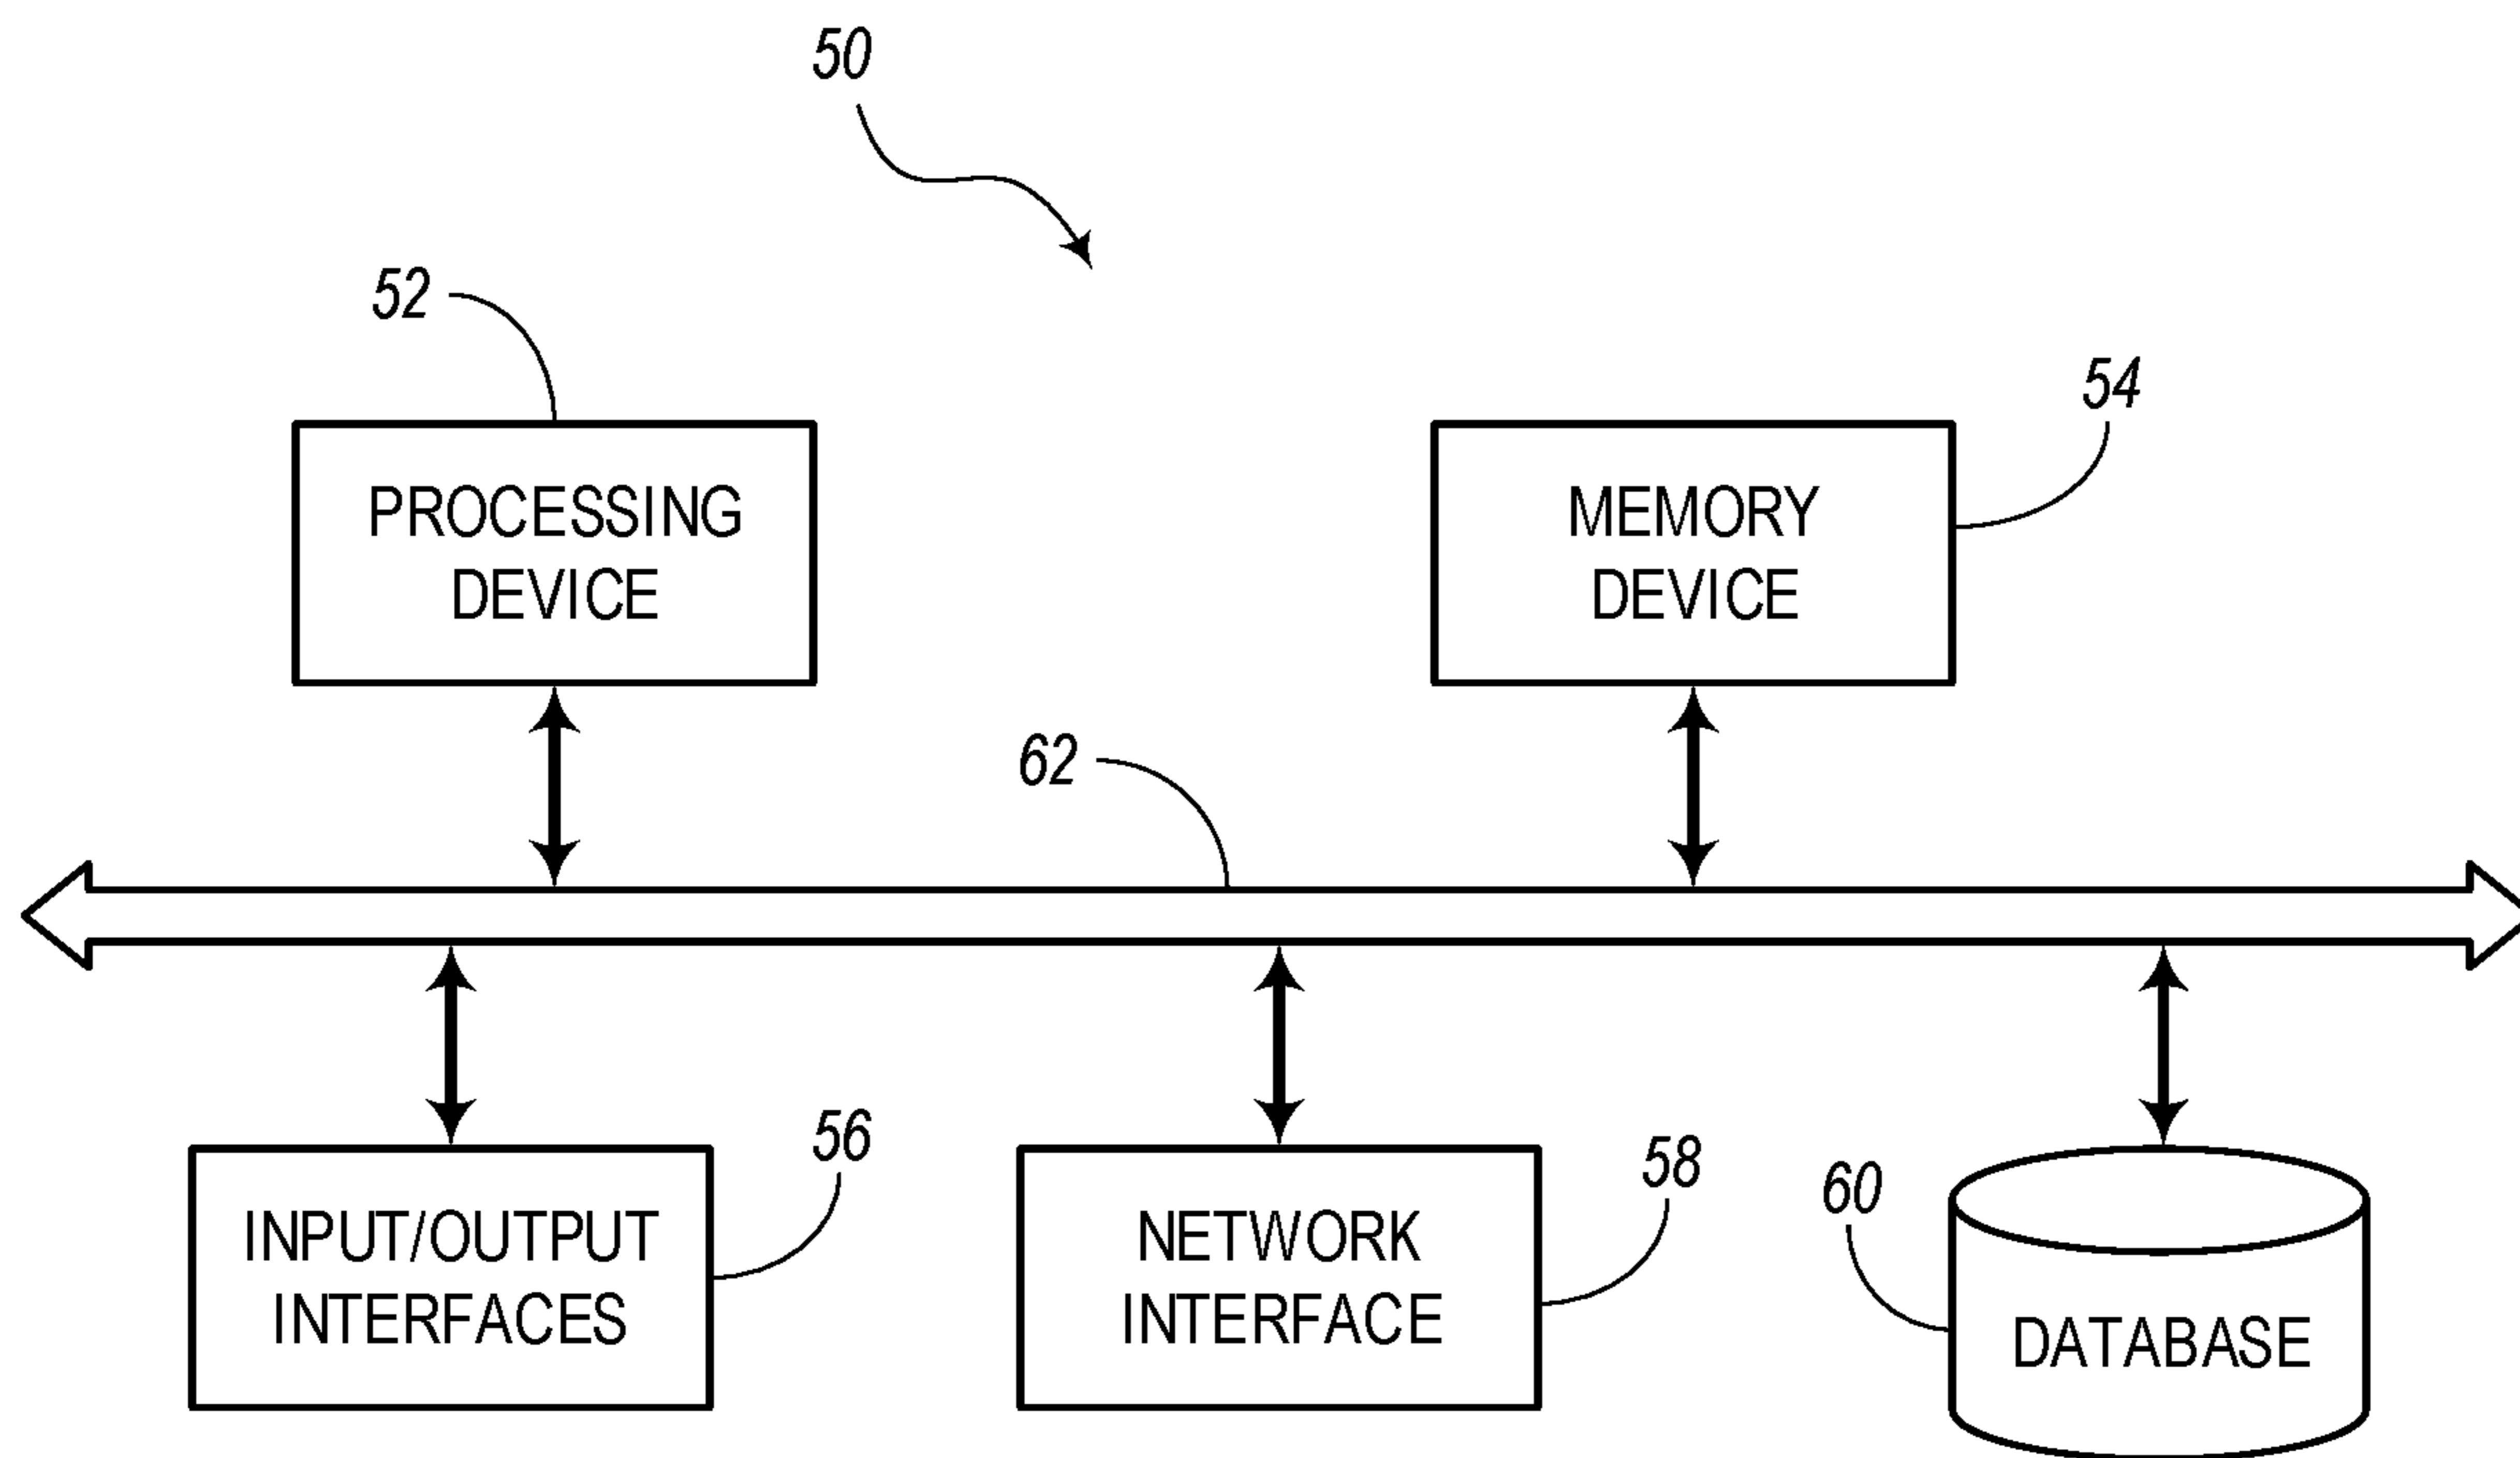 50
52
54
PROCESSING
DEVICE
MEMORY
DEVICE
62
56
58
60
INPUT/OUTPUT
INTERFACES
NETWORK
INTERFACE
DATABASE